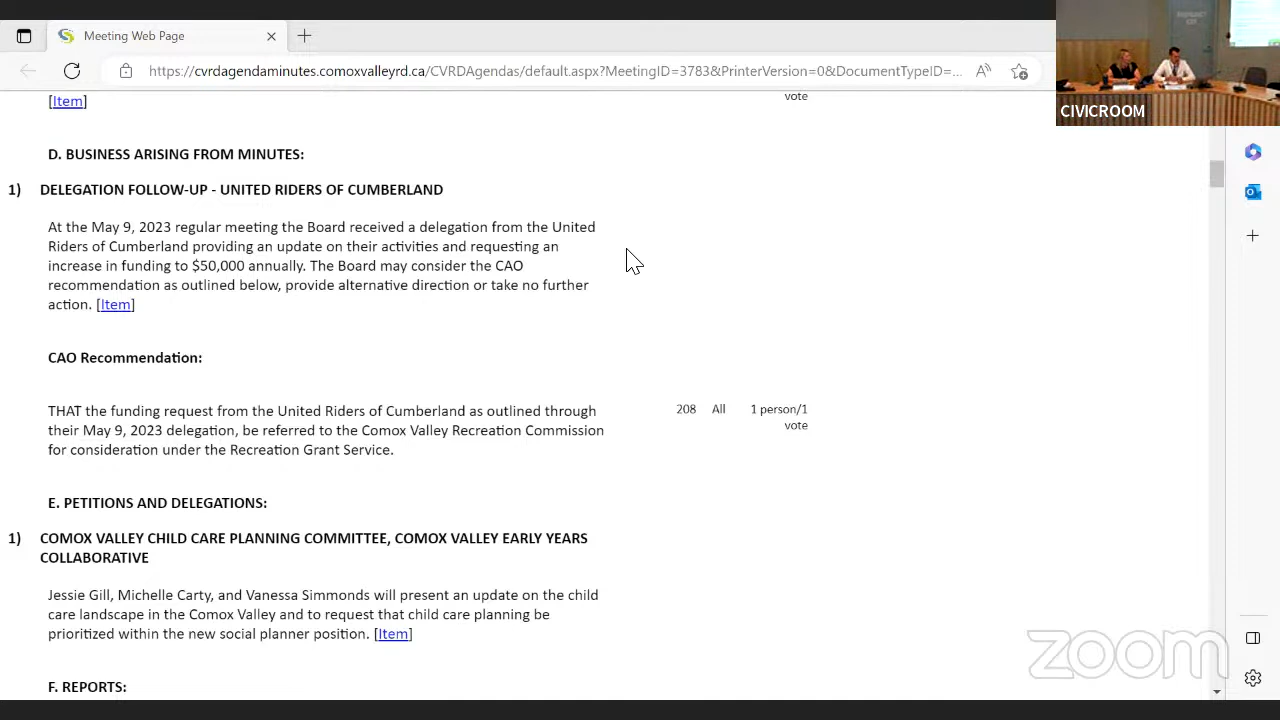 Meeting Web Page
https://cvrdagendaminutes.comoxvalleyrd.ca/CVRDAgendas/default.aspx?MeetingID=3783&PrinterVersion=0&DocumentTypeID=...
CIVICROOM
[Item]
vote
D. BUSINESS ARISING FROM MINUTES:
1) DELEGATION FOLLOW-UP - UNITED RIDERS OF CUMBERLAND
At the May 9, 2023 regular meeting the Board received a delegation from the United
Riders of Cumberland providing an update on their activities and requesting an
increase in funding to $50,000 annually. The Board may consider the CAO
recommendation as outlined below, provide alternative direction or take no further
action. [Item]
CAO Recommendation:
THAT the funding request from the United Riders of Cumberland as outlined through
their May 9, 2023 delegation, be referred to the Comox Valley Recreation Commission
for consideration under the Recreation Grant Service.
208 All 1 person/1
vote
E. PETITIONS AND DELEGATIONS:
1) COMOX VALLEY CHILD CARE PLANNING COMMITTEE, COMOX VALLEY EARLY YEARS
COLLABORATIVE
Jessie Gill, Michelle Carty, and Vanessa Simmonds will present an update on the child
care landscape in the Comox Valley and to request that child care planning be
prioritized within the new social planner position. [Item]
F. REPORTS:
zoom